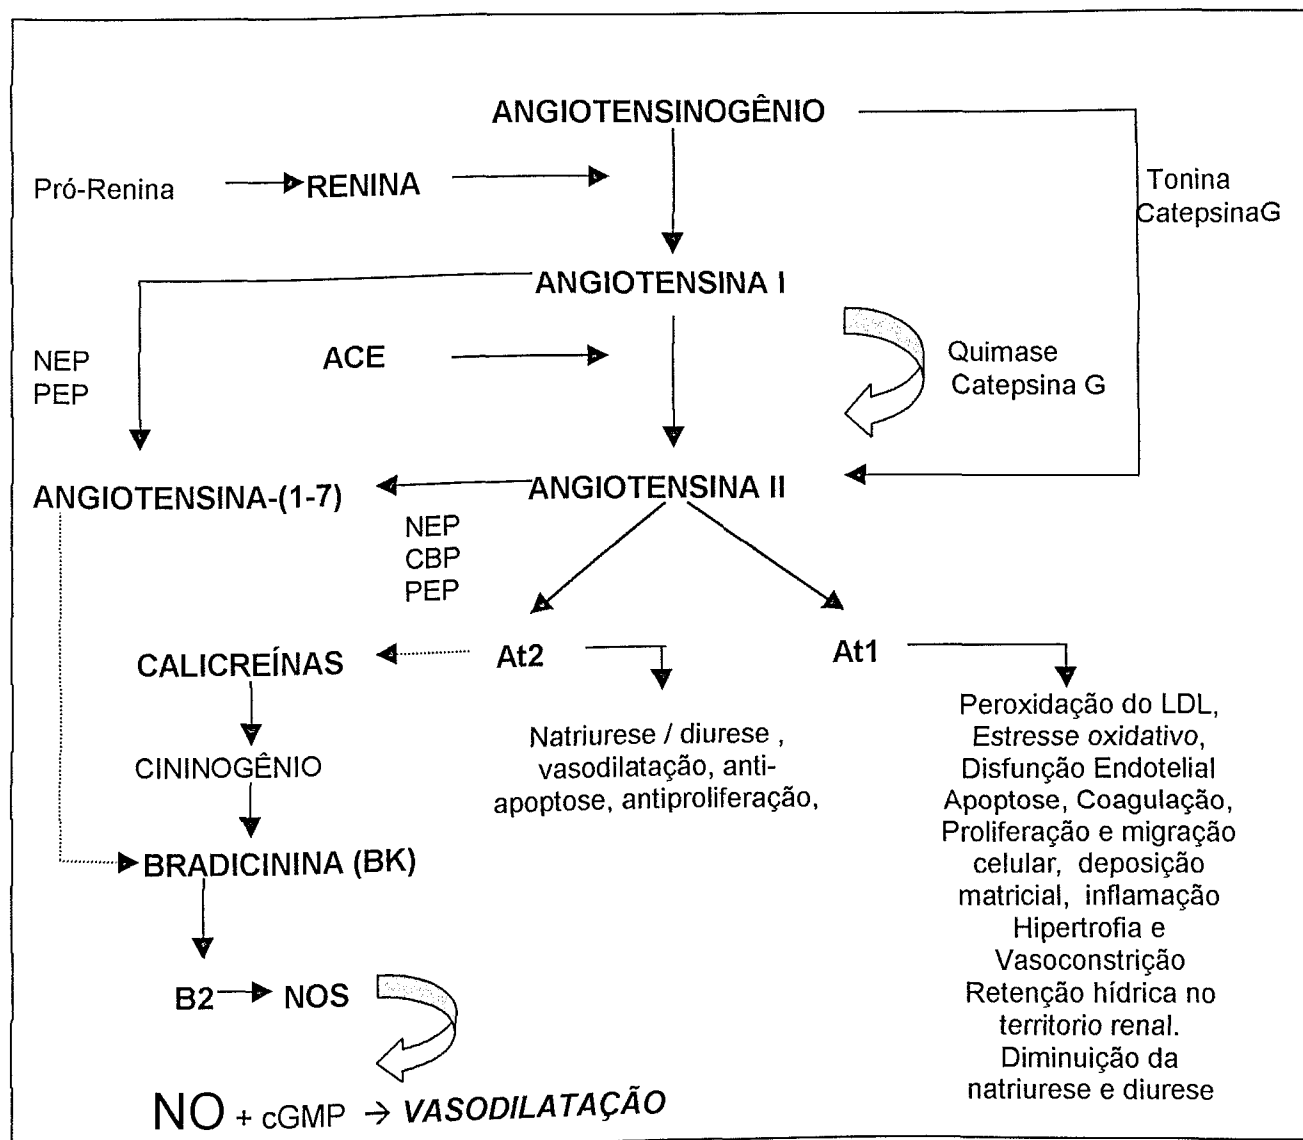 ANGIOTENSINOGÊNIO
Pró-Renina
RENINA
Tonina
CatepsinaG
ANGIOTENSINA I
NEP
PEP
ACE
Quimase
Catepsina G
ANGIOTENSINA-(1-7)
ANGIOTENSINA II
NEP
CBP
PEP
CALICREÍNAS
At2
At1
CININOGÊNIO
Natriurese / diurese ,
vasodilatação, anti-
apoptose, antiproliferação,
Peroxidação do LDL,
Estresse oxidativo,
Disfunção Endotelial
Apoptose, Coagulação,
Proliferação e migração
celular, deposição
matricial, inflamação
Hipertrofia e
Vasoconstrição
Retenção hídrica no
territorio renal.
Diminuição da
natriurese e diurese
BRADICININA (BK)
B2 NOS
NO + cGMP → VASODILATAÇÃO